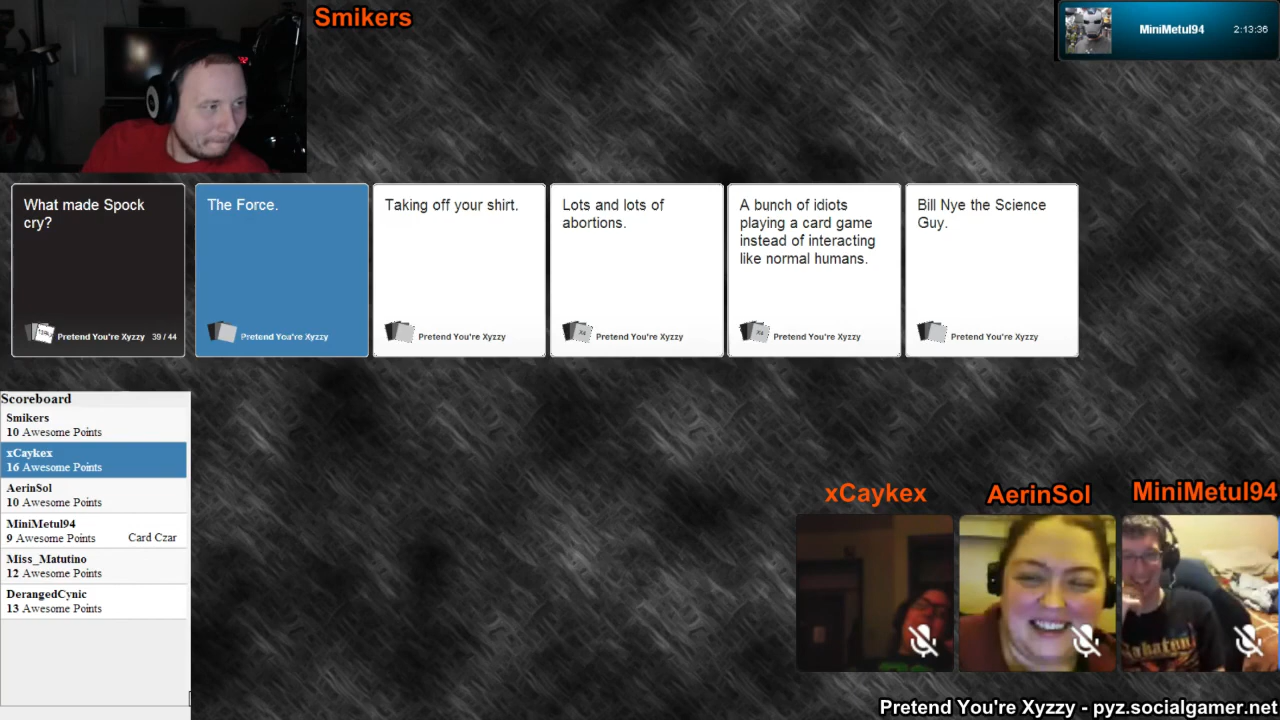 Smikers
MiniMetul94
2:13:36
What made Spock
cry?
Pretend You're Xyzzy 39 / 44
The Force.
Pretend You're Xyzzy
Taking off your shirt.
Pretend You're Xyzzy
Lots and lots of
abortions.
Pretend You're Xyzzy
A bunch of idiots
playing a card game
instead of interacting
like normal humans.
Pretend You're Xyzzy
Bill Nye the Science
Guy.
Pretend You're Xyzzy
Scoreboard
Smikers
10 Awesome Points
xCaykex
16 Awesome Points
AerinSol
10 Awesome Points
MiniMetul94
9 Awesome Points Card Czar
Miss_Matutino
12 Awesome Points
DerangedCynic
13 Awesome Points
xCaykex
AerinSol
MiniMetul94
Sabaton
Pretend You're Xyzzy - pyz.socialgamer.net